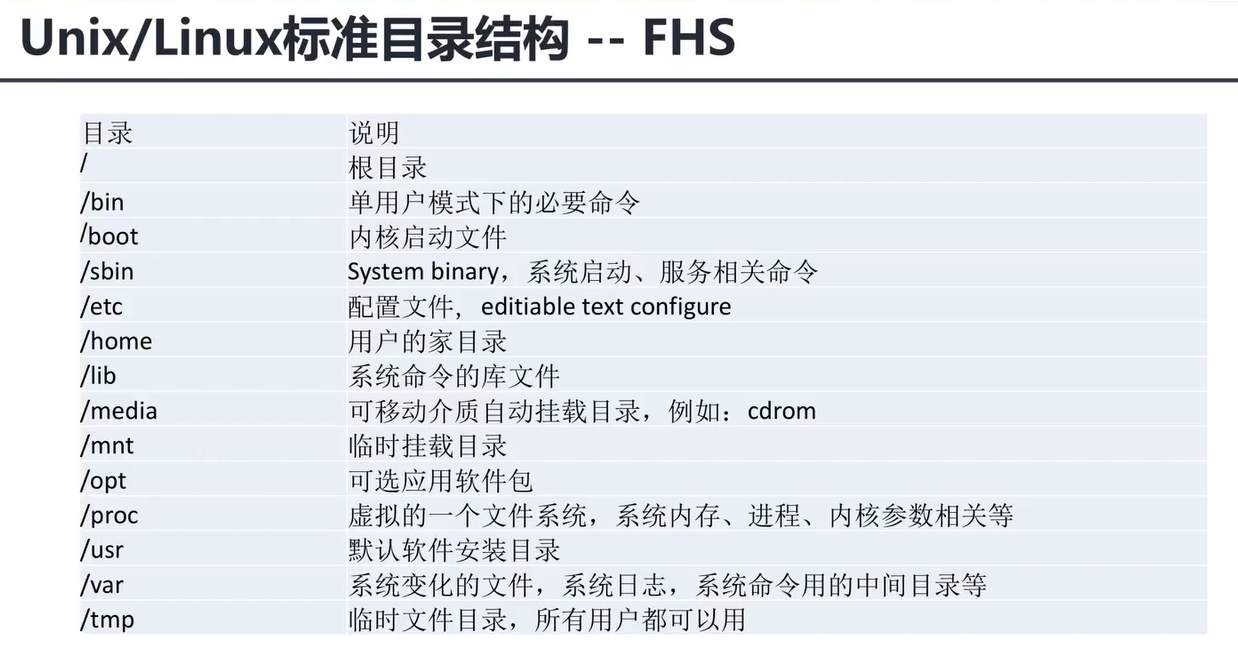 Unix/Linux标准目录结构 -- FHS
目录 说明
/ 根目录
/bin 单用户模式下的必要命令
/boot 内核启动文件
/sbin System binary，系统启动、服务相关命令
/etc 配置文件，editiable text configure
/home 用户的家目录
/lib 系统命令的库文件
/media 可移动介质自动挂载目录，例如：cdrom
/mnt 临时挂载目录
/opt 可选应用软件包
/proc 虚拟的一个文件系统，系统内存、进程、内核参数相关等
/usr 默认软件安装目录
/var 系统变化的文件，系统日志，系统命令用的中间目录等
/tmp 临时文件目录，所有用户都可以用